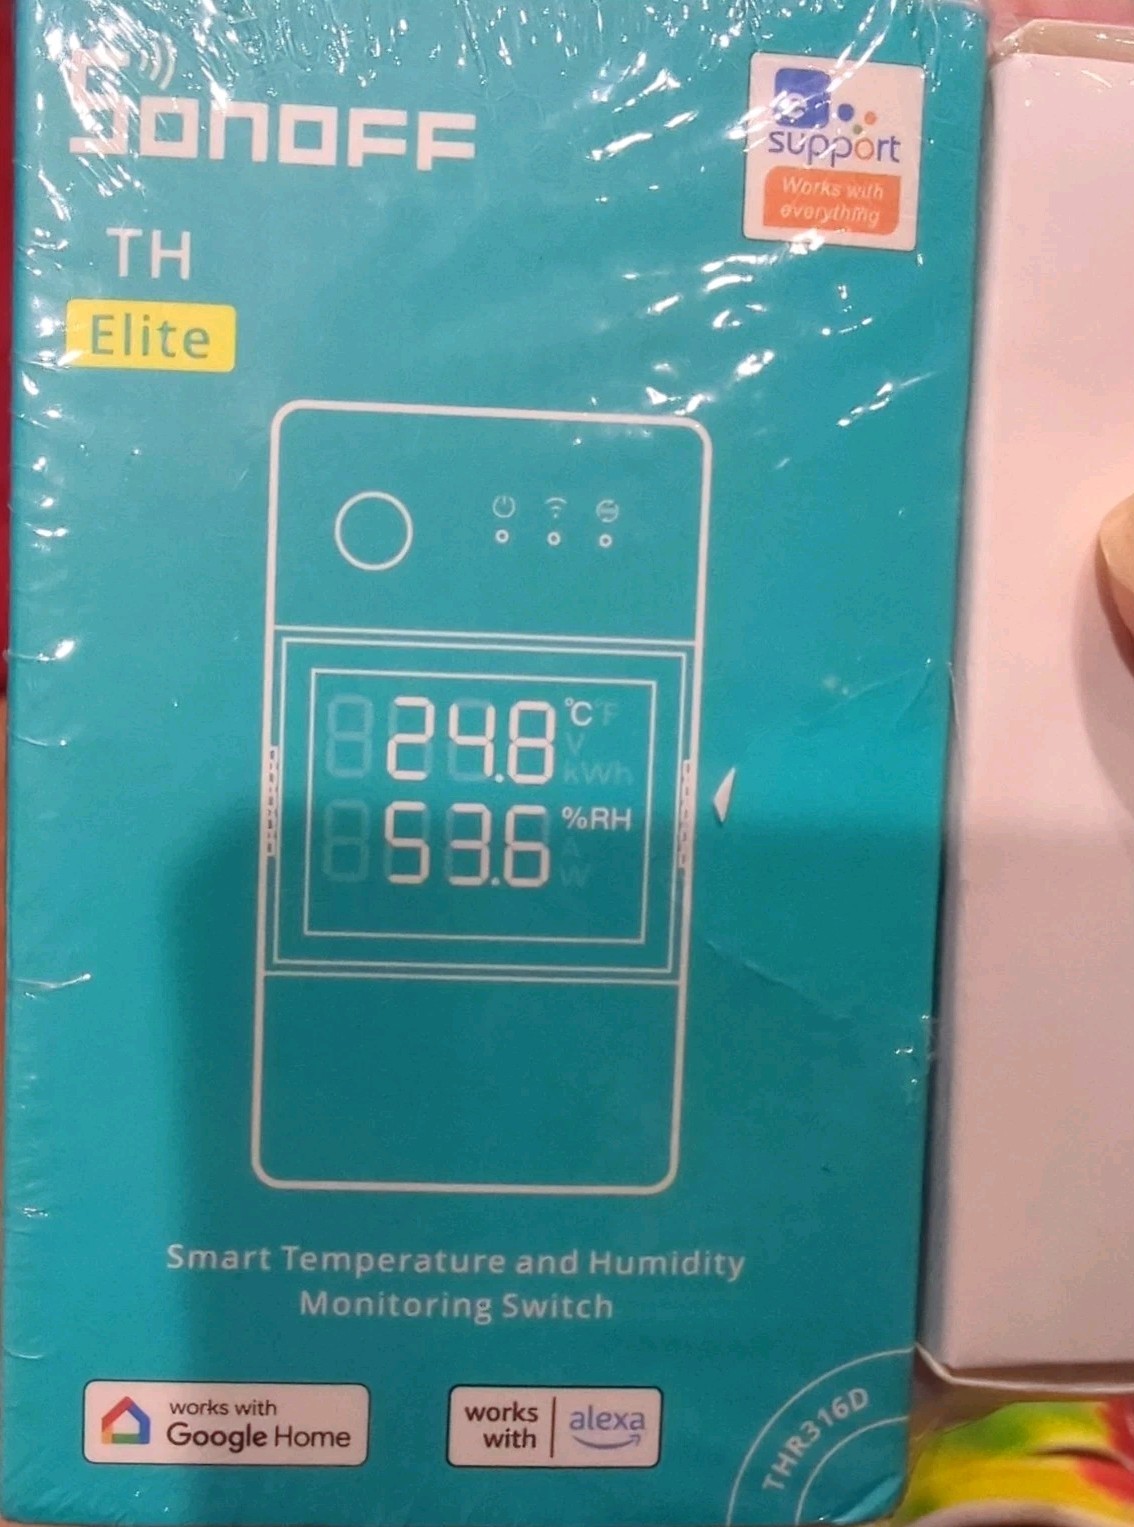 SONOFF
support
Works with
everything
TH
Elite
24.8 °C °F
V
kWh
53.6 %RH
A
W
Smart Temperature and Humidity
Monitoring Switch
works with
Google Home
works
with
alexa
THR316D